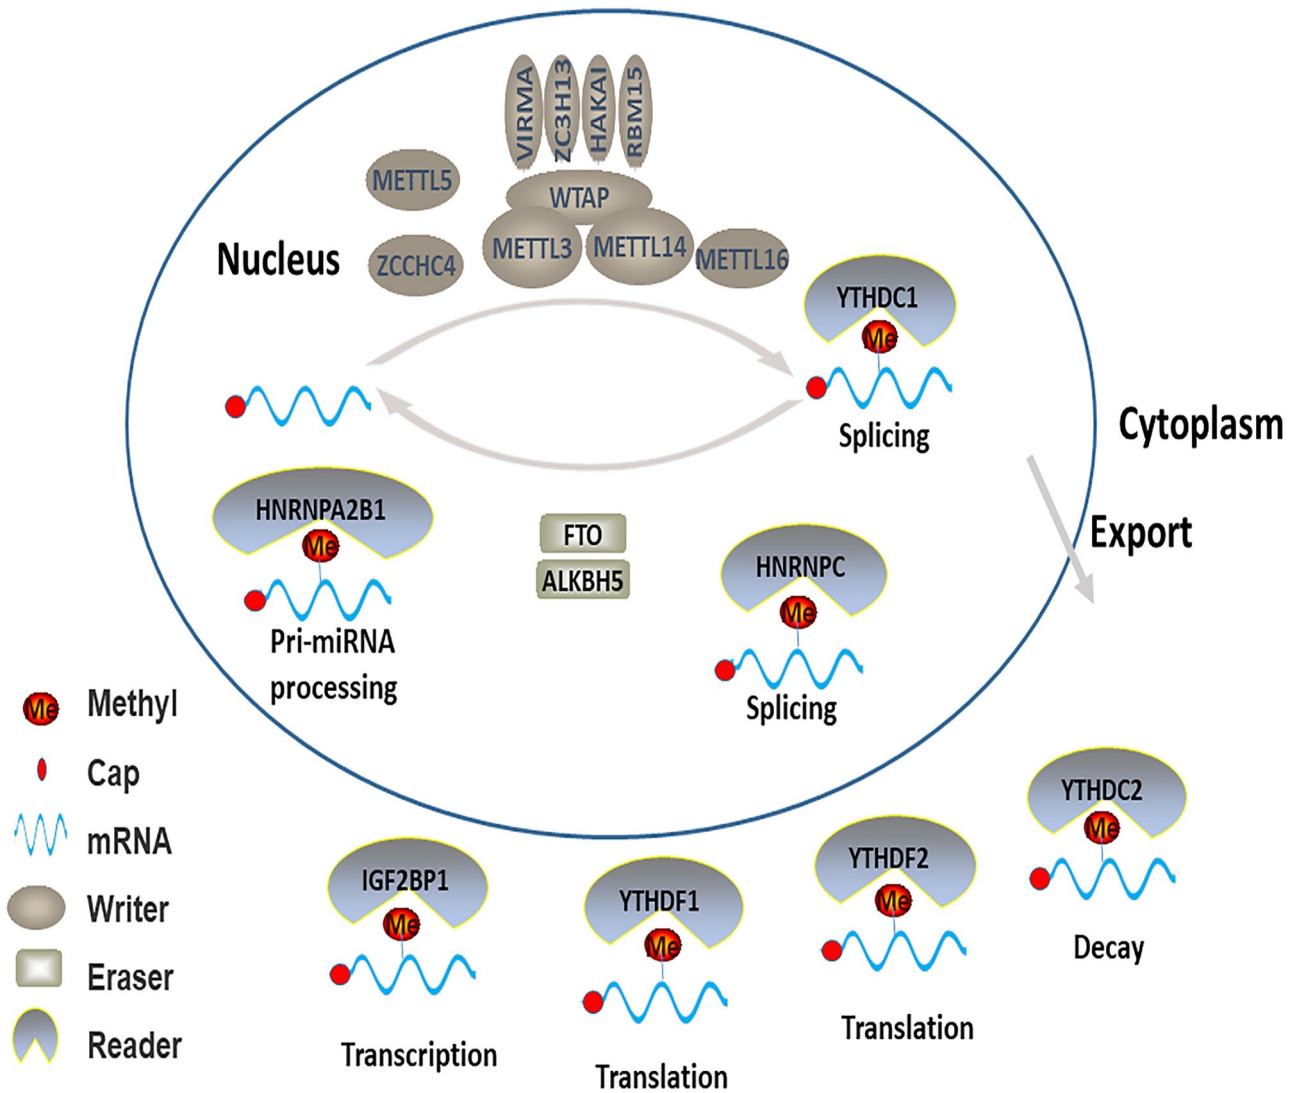 VIRMA
ZC3H13
HAKAI
RBM15
METTL5
WTAP
Nucleus
ZCCHC4
METTL3
METTL14
METTL16
YTHDC1
Me
Splicing
Cytoplasm
HNRNPA2B1
Me
Pri-miRNA
processing
FTO
ALKBH5
HNRNPC
Me
Splicing
Export
Me Methyl
Cap
mRNA
Writer
Eraser
Reader
IGF2BP1
Me
Transcription
YTHDF1
Me
Translation
YTHDF2
Me
Translation
YTHDC2
Me
Decay